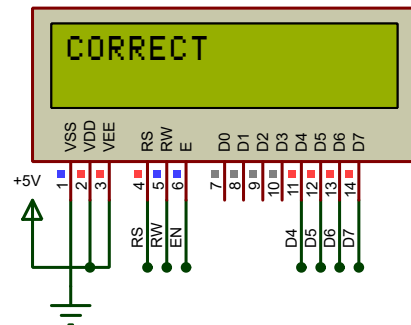 CORRECT
VSS VDD VEE RS RW E D0 D1 D2 D3 D4 D5 D6 D7
+5V 1 2 3 4 5 6 7 8 9 10 11 12 13 14
RS RW EN D4 D5 D6 D7